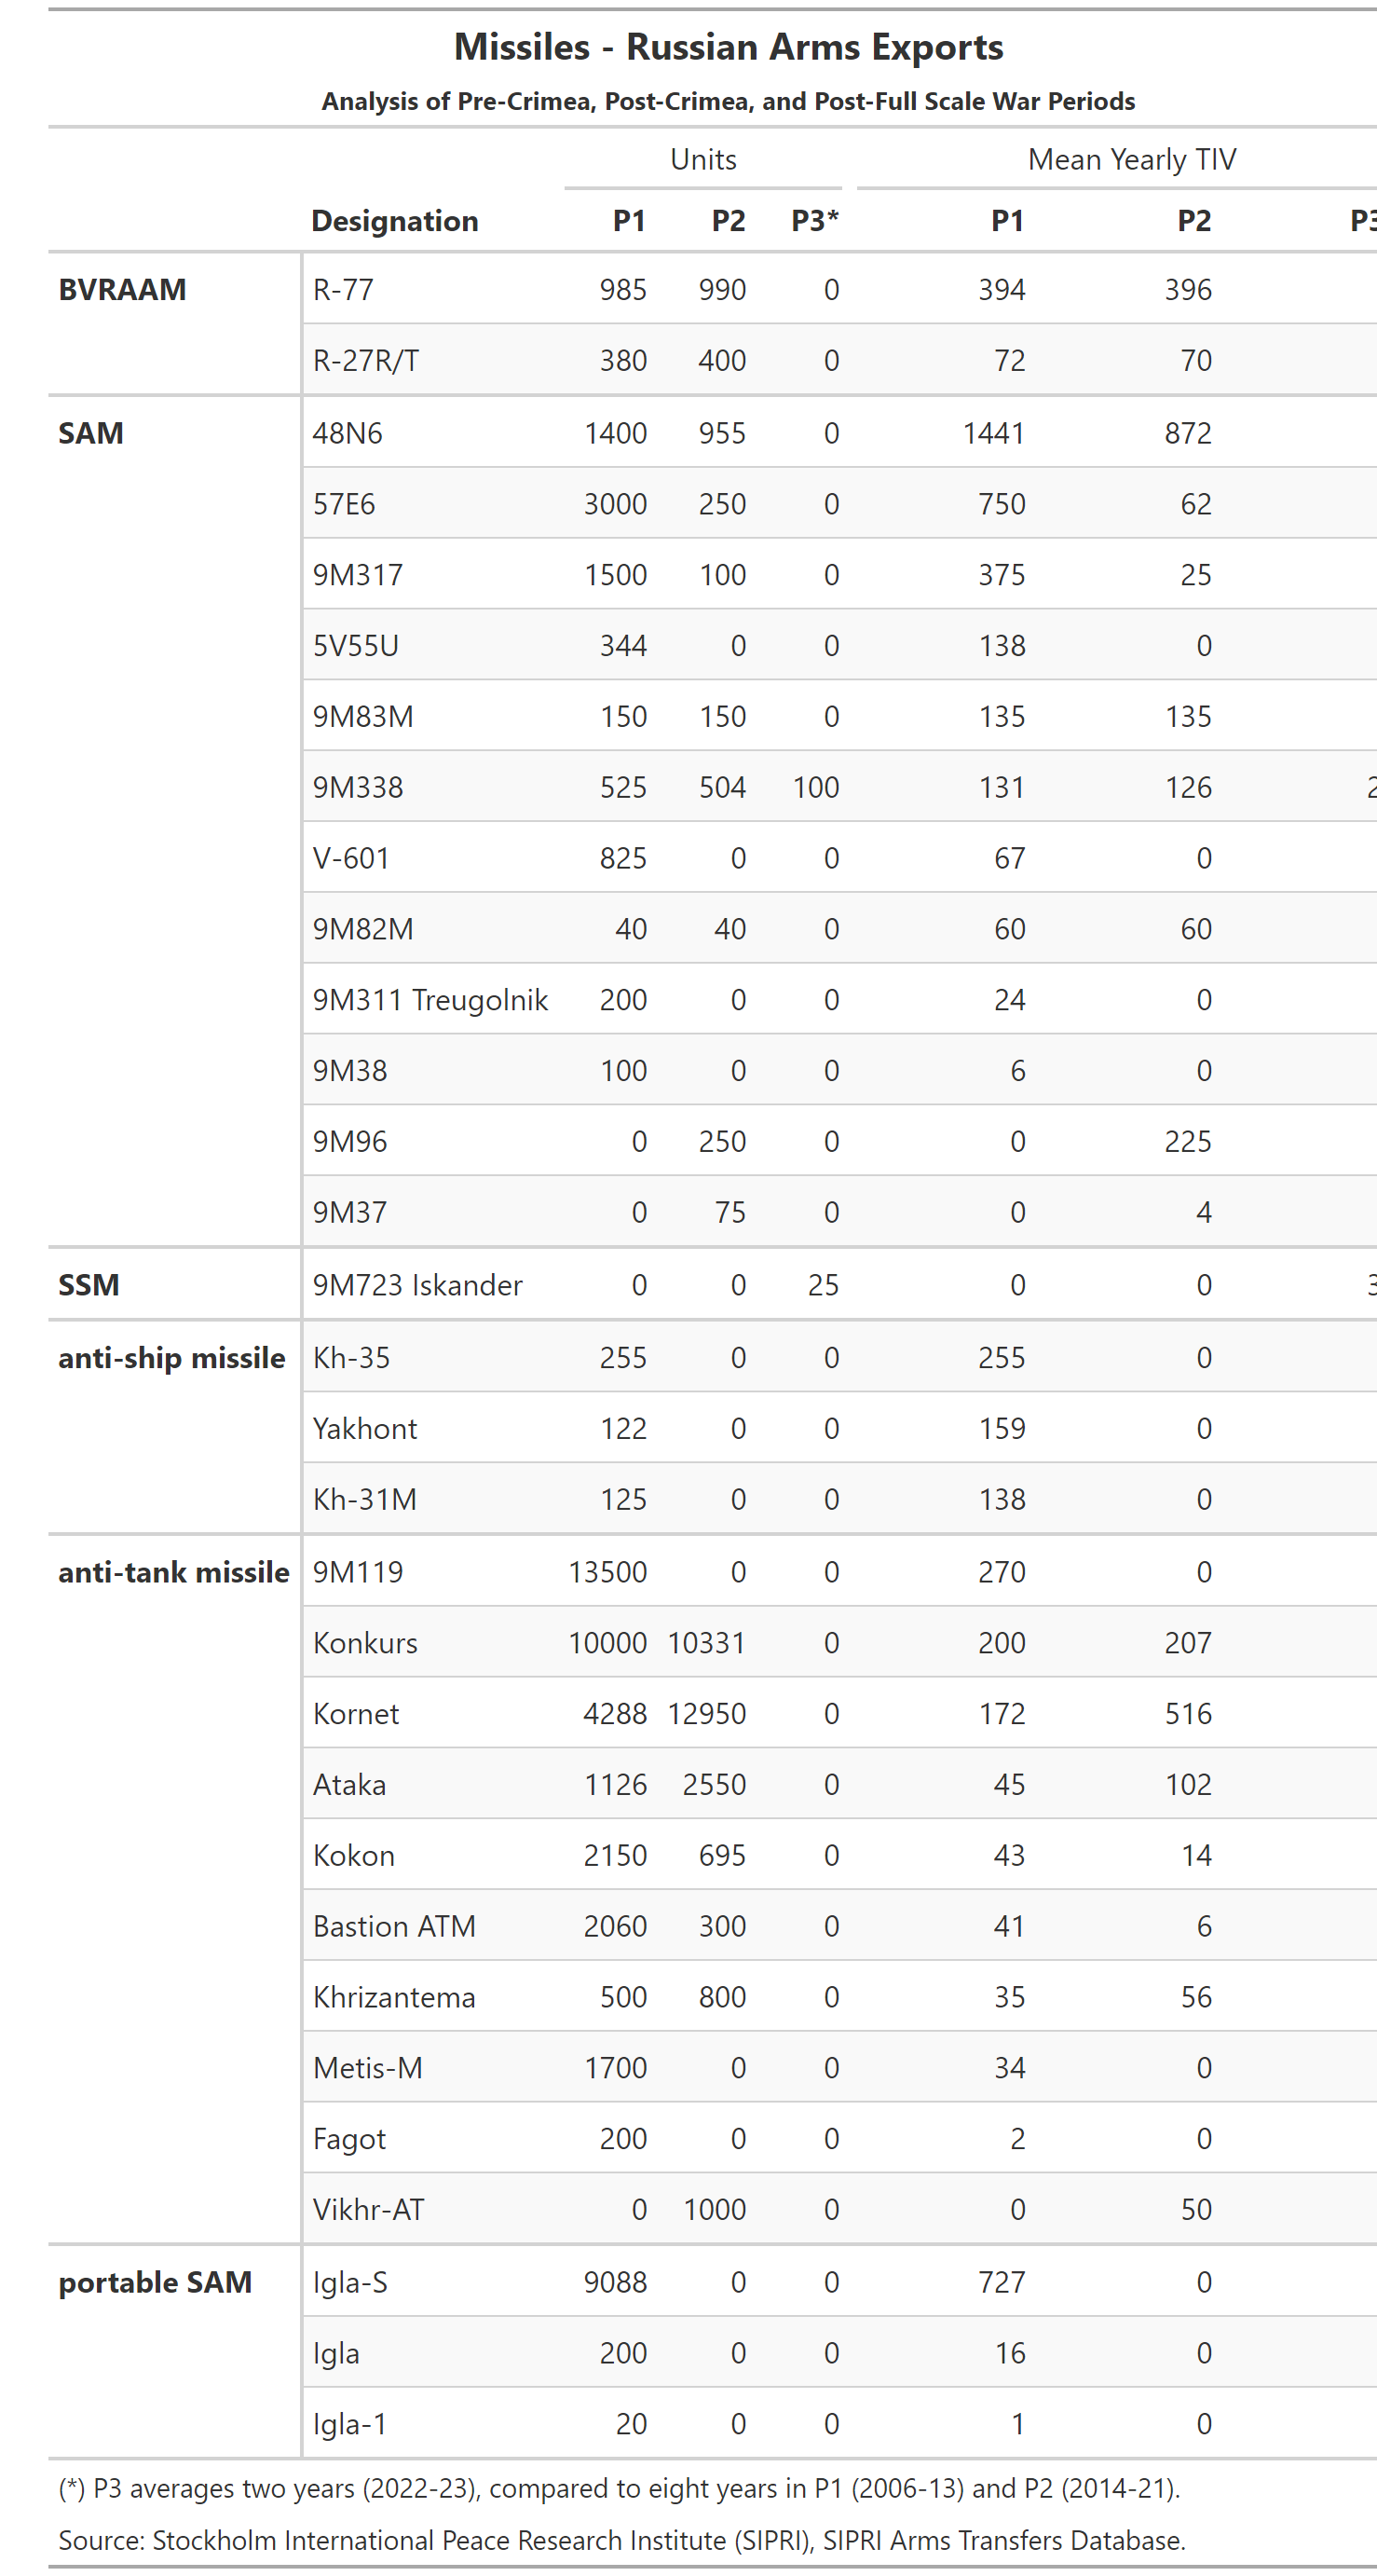 Missiles - Russian Arms Exports
Analysis of Pre-Crimea, Post-Crimea, and Post-Full Scale War Periods
Units Mean Yearly TIV
Designation P1 P2 P3* P1 P2 P3
BVRAAM R-77 985 990 0 394 396
R-27R/T 380 400 0 72 70
SAM 48N6 1400 955 0 1441 872
57E6 3000 250 0 750 62
9M317 1500 100 0 375 25
5V55U 344 0 0 138 0
9M83M 150 150 0 135 135
9M338 525 504 100 131 126 2
V-601 825 0 0 67 0
9M82M 40 40 0 60 60
9M311 Treugolnik 200 0 0 24 0
9M38 100 0 0 6 0
9M96 0 250 0 0 225
9M37 0 75 0 0 4
SSM 9M723 Iskander 0 0 25 0 0 3
anti-ship missile Kh-35 255 0 0 255 0
Yakhont 122 0 0 159 0
Kh-31M 125 0 0 138 0
anti-tank missile 9M119 13500 0 0 270 0
Konkurs 10000 10331 0 200 207
Kornet 4288 12950 0 172 516
Ataka 1126 2550 0 45 102
Kokon 2150 695 0 43 14
Bastion ATM 2060 300 0 41 6
Khrizantema 500 800 0 35 56
Metis-M 1700 0 0 34 0
Fagot 200 0 0 2 0
Vikhr-AT 0 1000 0 0 50
portable SAM Igla-S 9088 0 0 727 0
Igla 200 0 0 16 0
Igla-1 20 0 0 1 0
(*) P3 averages two years (2022-23), compared to eight years in P1 (2006-13) and P2 (2014-21).
Source: Stockholm International Peace Research Institute (SIPRI), SIPRI Arms Transfers Database.